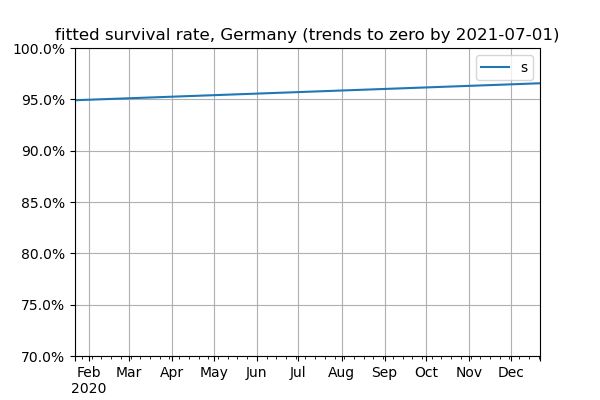 fitted survival rate, Germany (trends to zero by 2021-07-01)
100.0%
s
95.0%
90.0%
85.0%
80.0%
75.0%
70.0%
Feb Mar Apr May Jun Jul Aug Sep Oct Nov Dec
2020